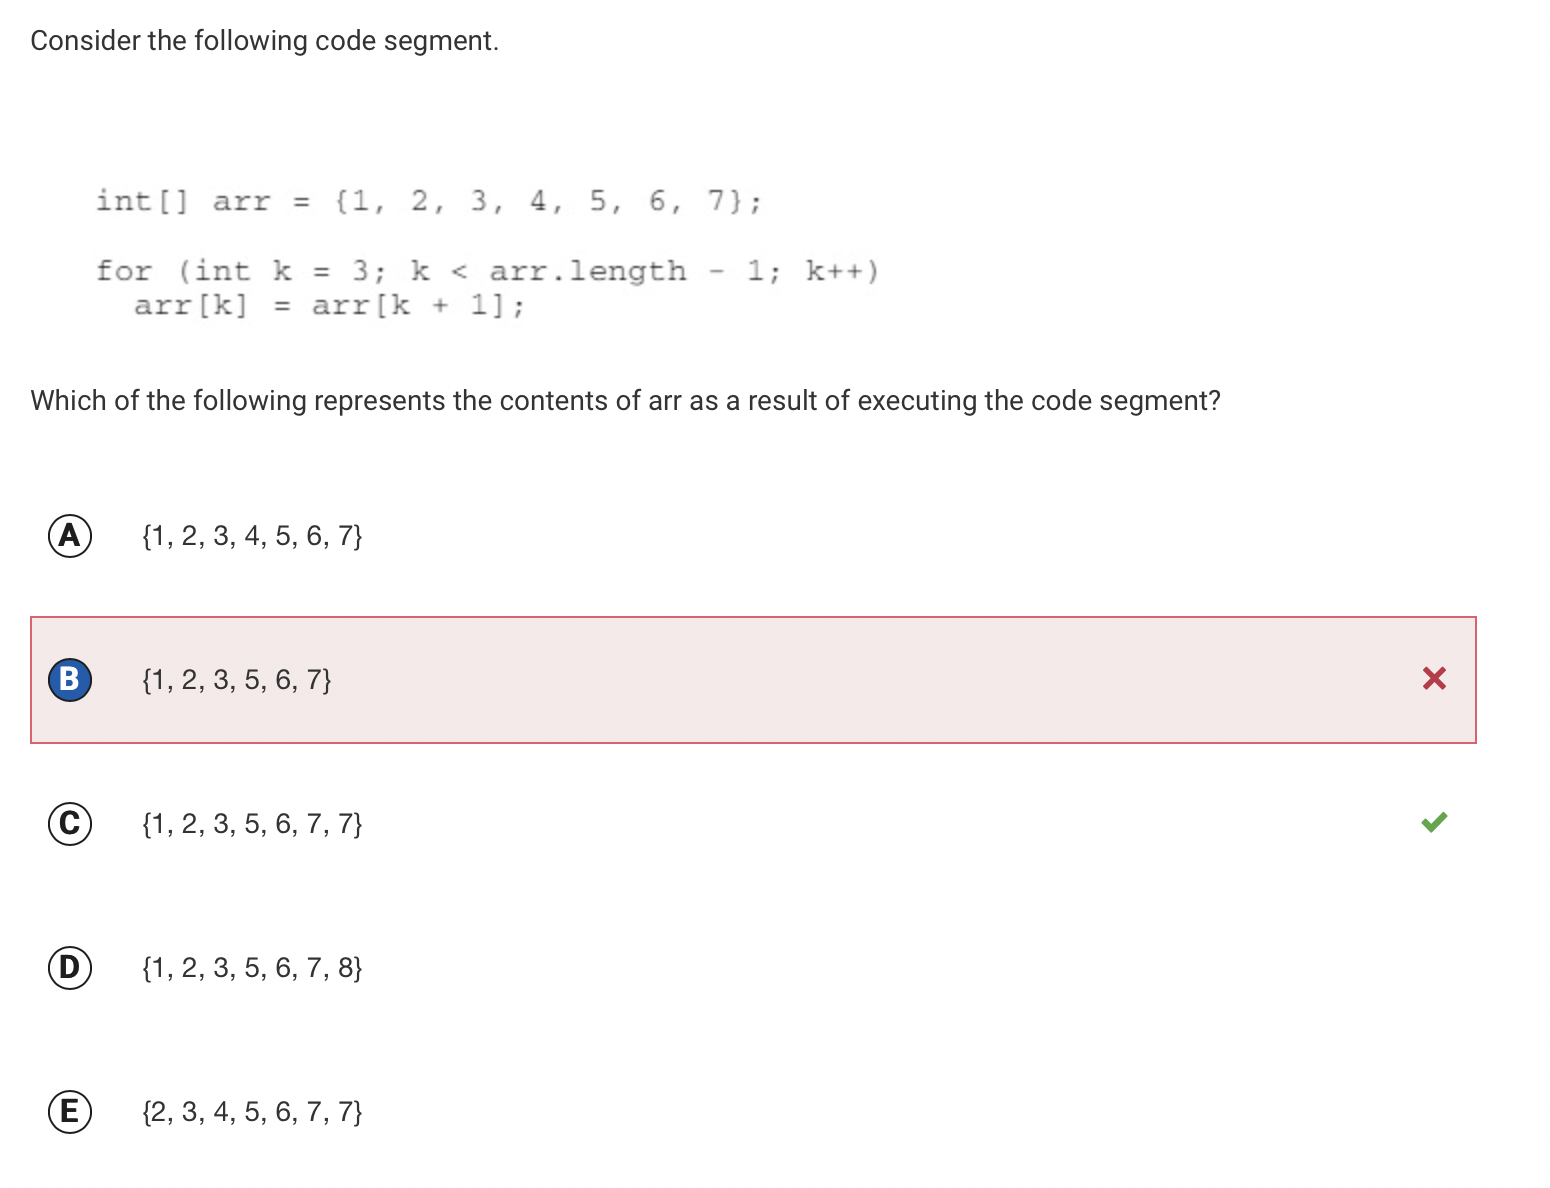 Consider the following code segment.
int[] arr = {1, 2, 3, 4, 5, 6, 7};
for (int k = 3; k < arr.length - 1; k++)
arr[k] = arr[k + 1];
Which of the following represents the contents of arr as a result of executing the code segment?
A {1, 2, 3, 4, 5, 6, 7}
B {1, 2, 3, 5, 6, 7}
C {1, 2, 3, 5, 6, 7, 7}
D {1, 2, 3, 5, 6, 7, 8}
E {2, 3, 4, 5, 6, 7, 7}